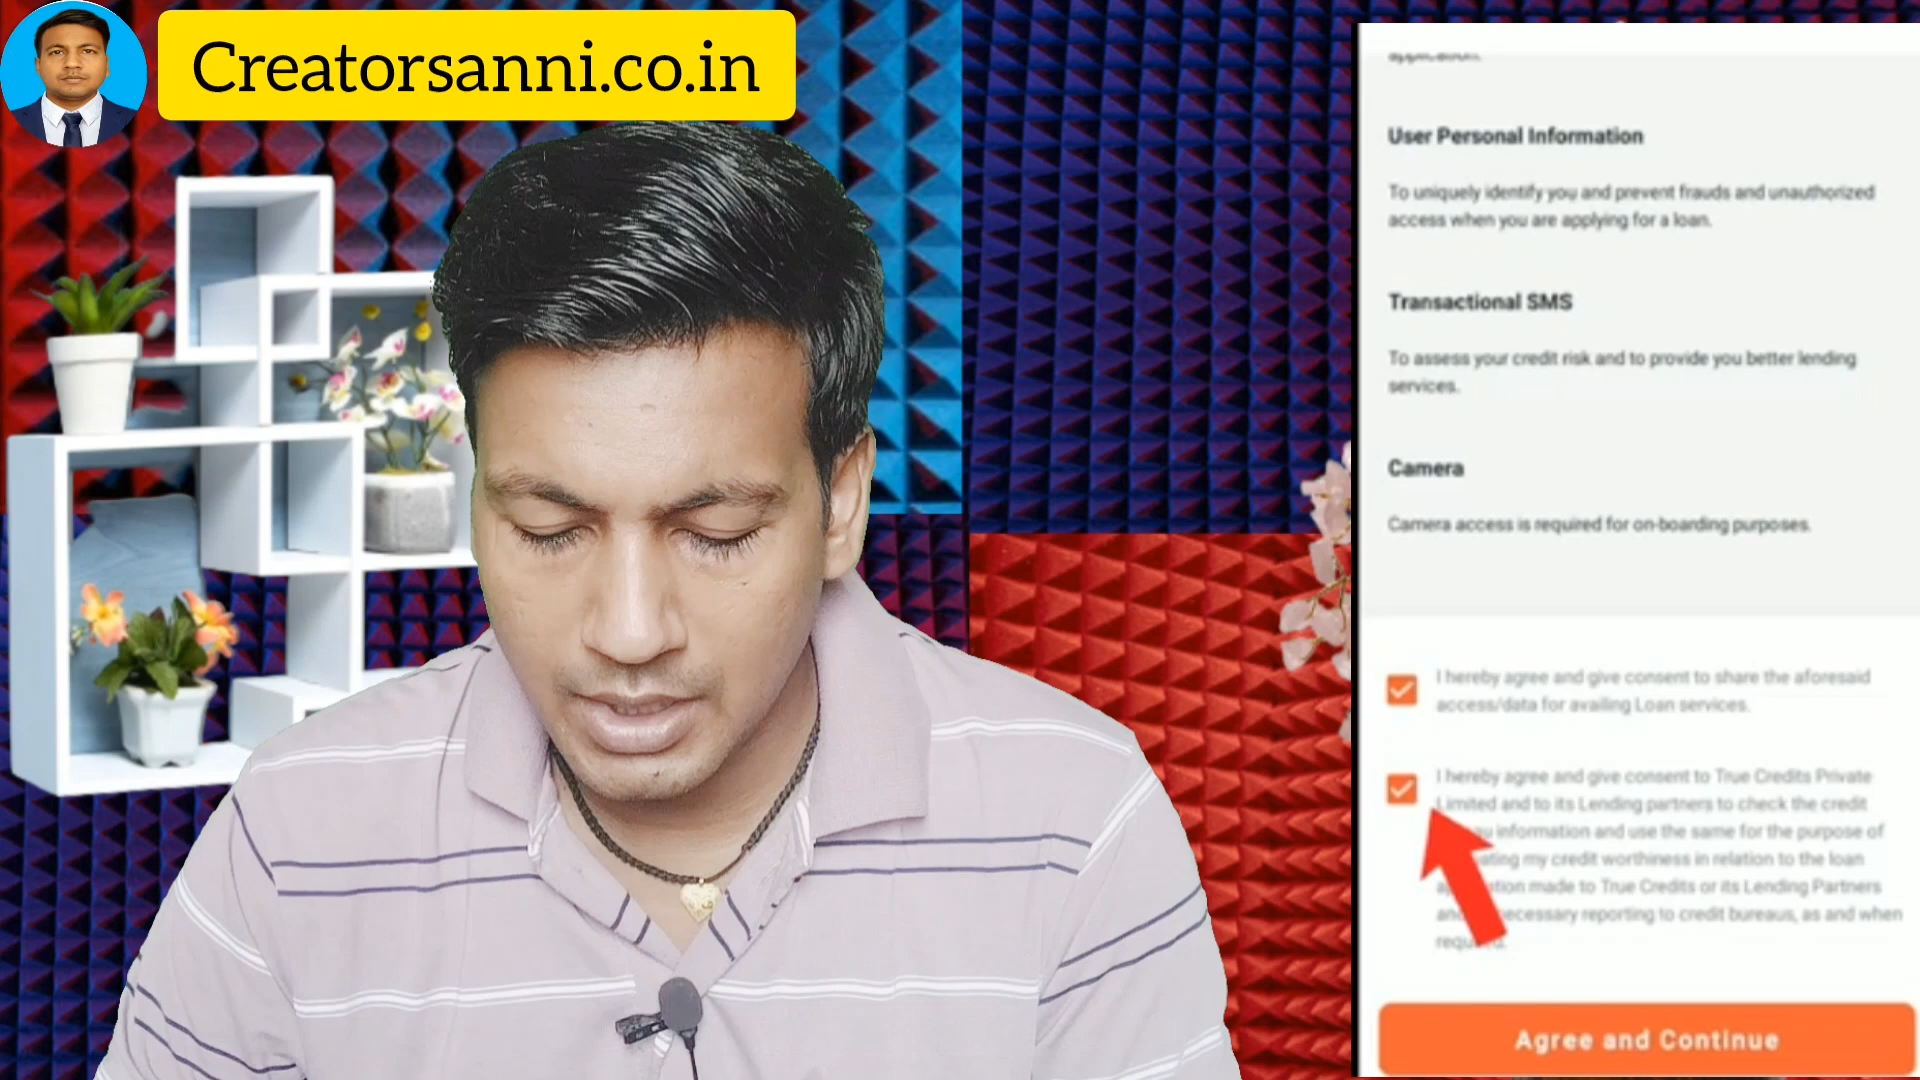 Creatorsanni.co.in
application.
User Personal Information
To uniquely identify you and prevent frauds and unauthorized
access when you are applying for a loan.
Transactional SMS
To assess your credit risk and to provide you better lending
services.
Camera
Camera access is required for on-boarding purposes.
I hereby agree and give consent to share the aforesaid
access/data for availing Loan services.
I hereby agree and give consent to True Credits Private
Limited and to its Lending partners to check the credit
information and use the same for the purpose of
my credit worthiness in relation to the loan
made to True Credits or its Lending Partners
reporting to credit bureaus, as and when
Agree and Continue